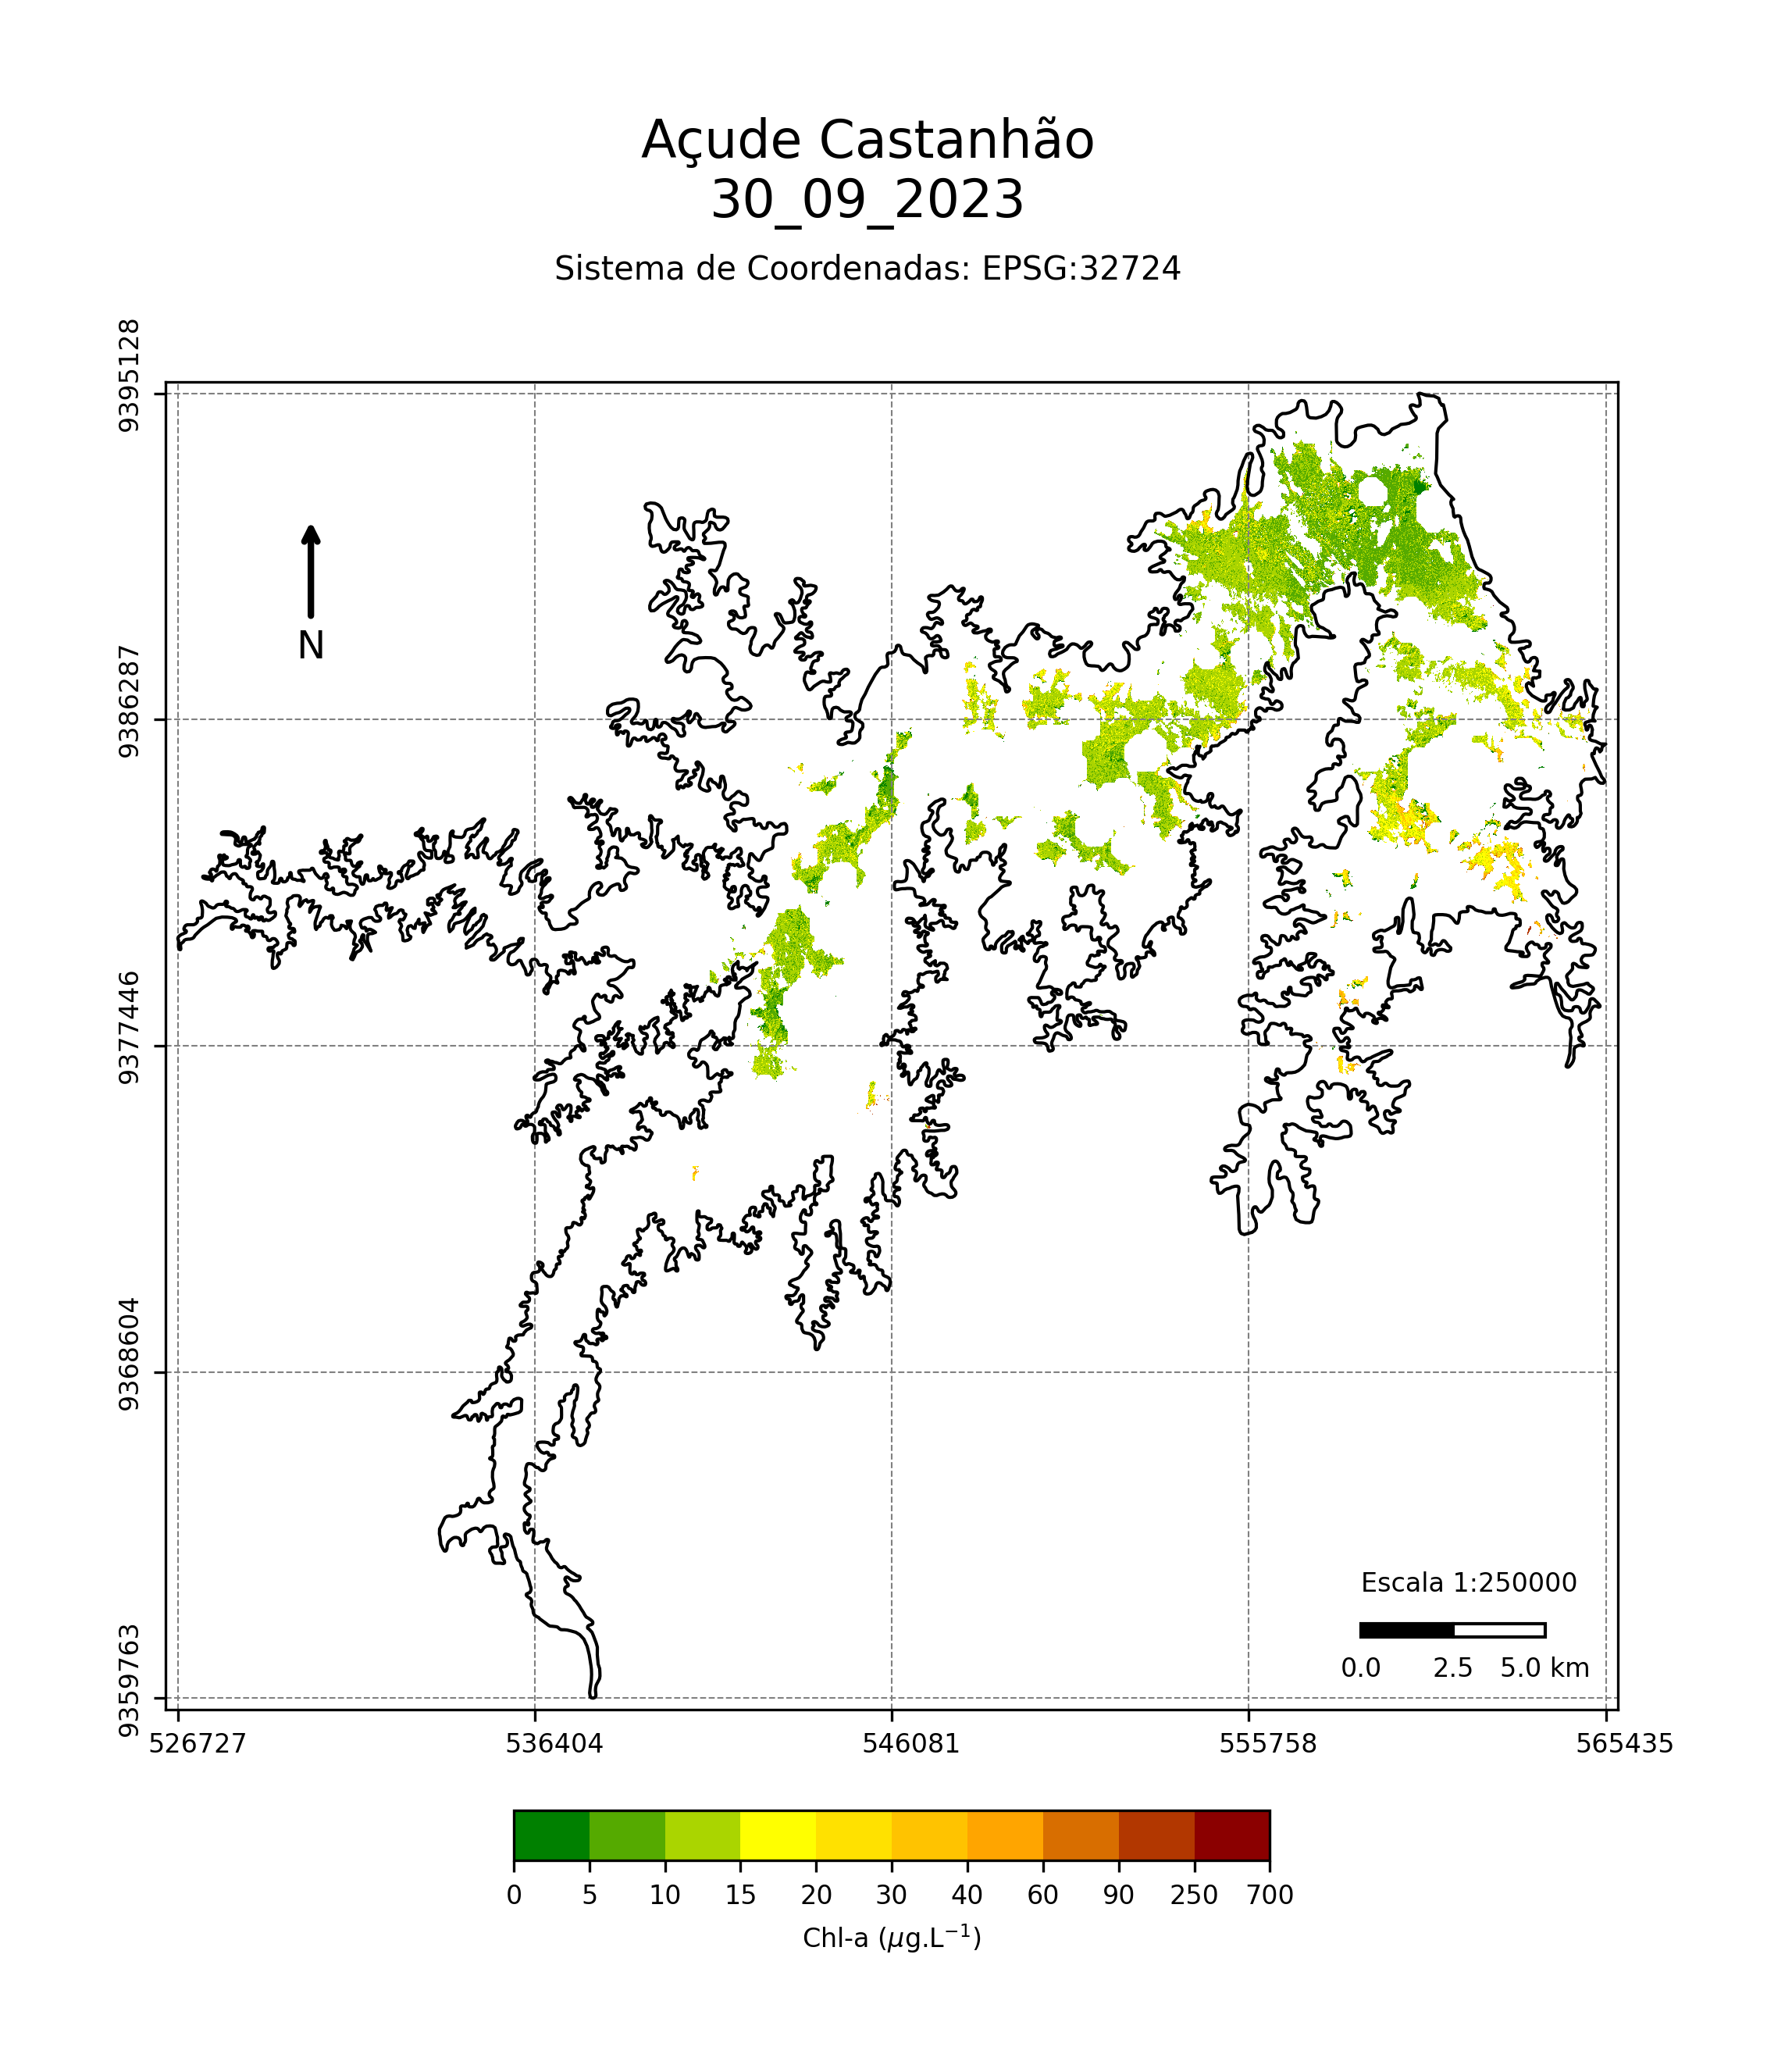 Açude Castanhão
30_09_2023
Sistema de Coordenadas: EPSG:32724
9395128
9386287
9377446
9368604
9359763
N
Escala 1:250000
0.0 2.5 5.0 km
526727 536404 546081 555758 565435
0 5 10 15 20 30 40 60 90 250 700
Chl-a (μg.L⁻¹)